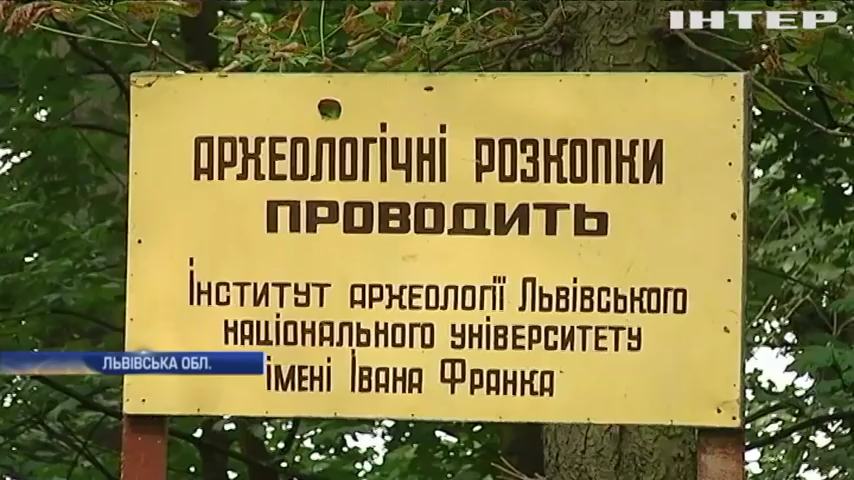 ІНТЕР
АРХЕОЛОГІЧНІ РОЗКОПКИ
ПРОВОДИТЬ
ІНСТИТУТ АРХЕОЛОГІЇ ЛЬВІВСЬКОГО
НАЦІОНАЛЬНОГО УНІВЕРСИТЕТУ
ІМЕНІ ІВАНА ФРАНКА
ЛЬВІВСЬКА ОБЛ.